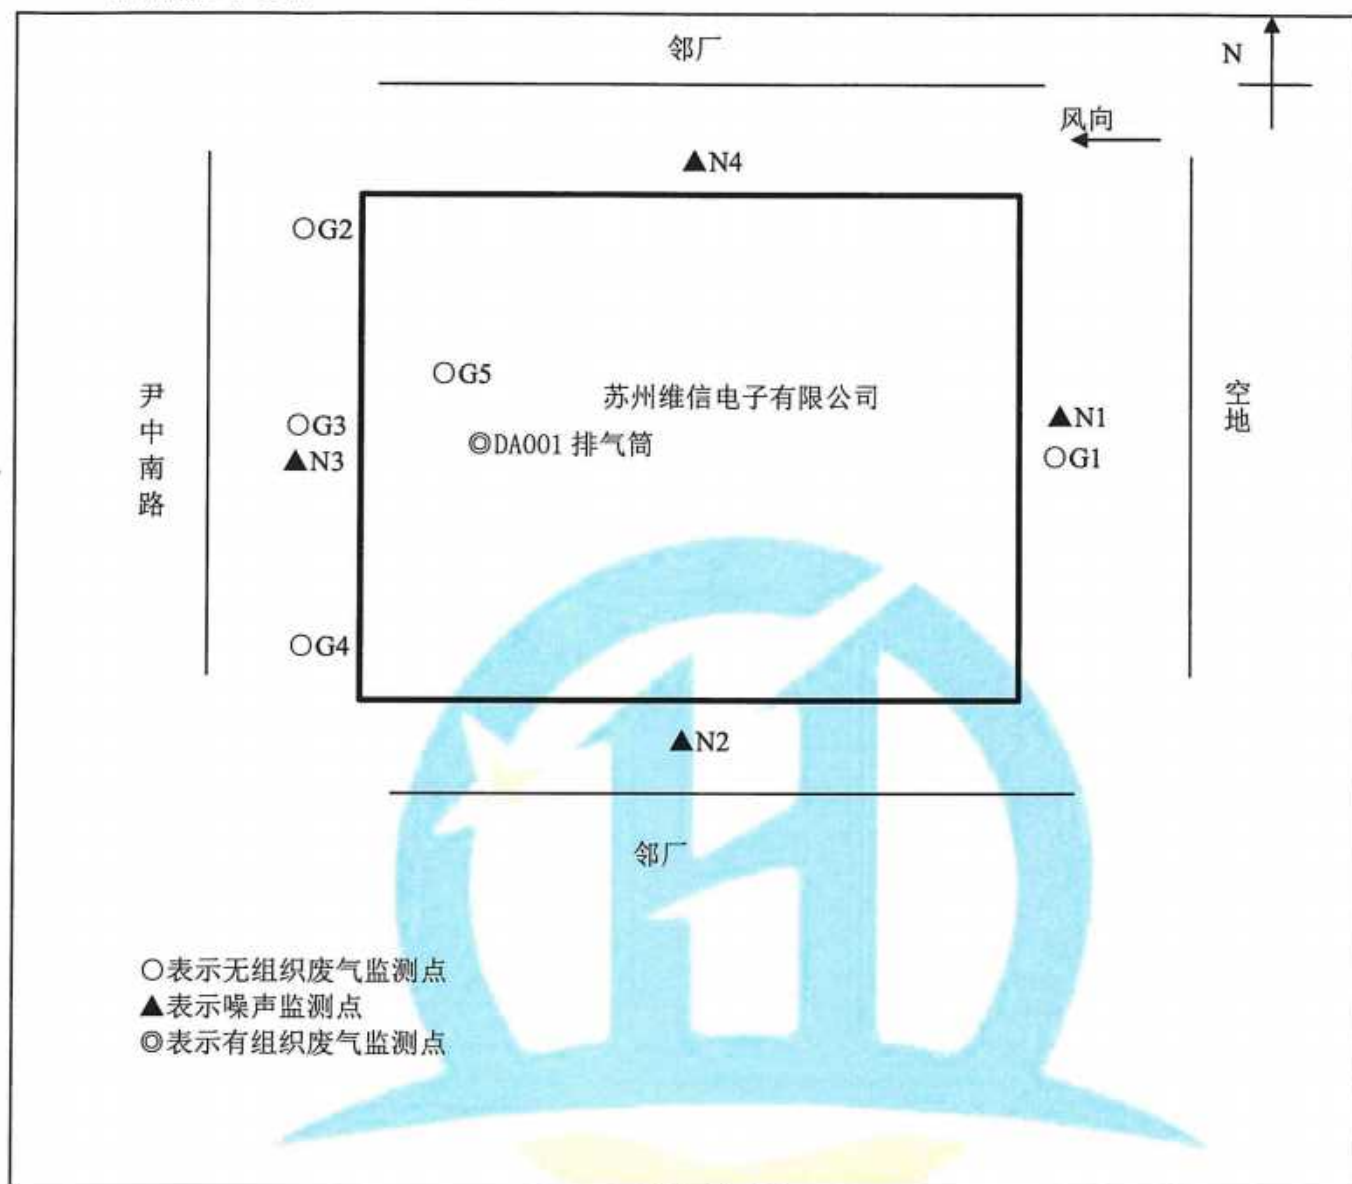 邻厂
N
风向
▲N4
○G2
○G5
苏州维信电子有限公司
尹中南路
○G3
▲N3
◎DA001 排气筒
▲N1
○G1
空地
○G4
▲N2
邻厂
○表示无组织废气监测点
▲表示噪声监测点
◎表示有组织废气监测点